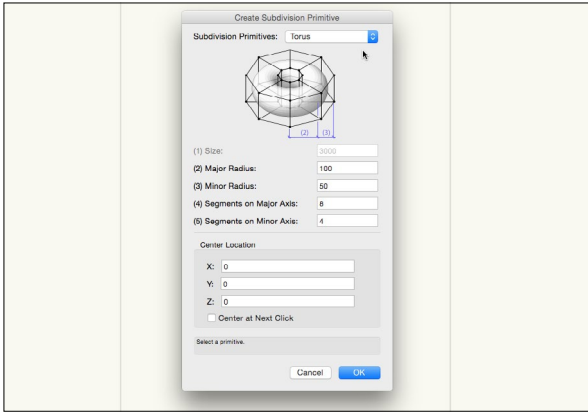 Create Subdivision Primitive
Subdivision Primitives: Torus
(2) (3)
(1) Size: 3000
(2) Major Radius: 100
(3) Minor Radius: 50
(4) Segments on Major Axis: 8
(5) Segments on Minor Axis: 4
Center Location
X: 0
Y: 0
Z: 0
Center at Next Click
Select a primitive.
Cancel OK